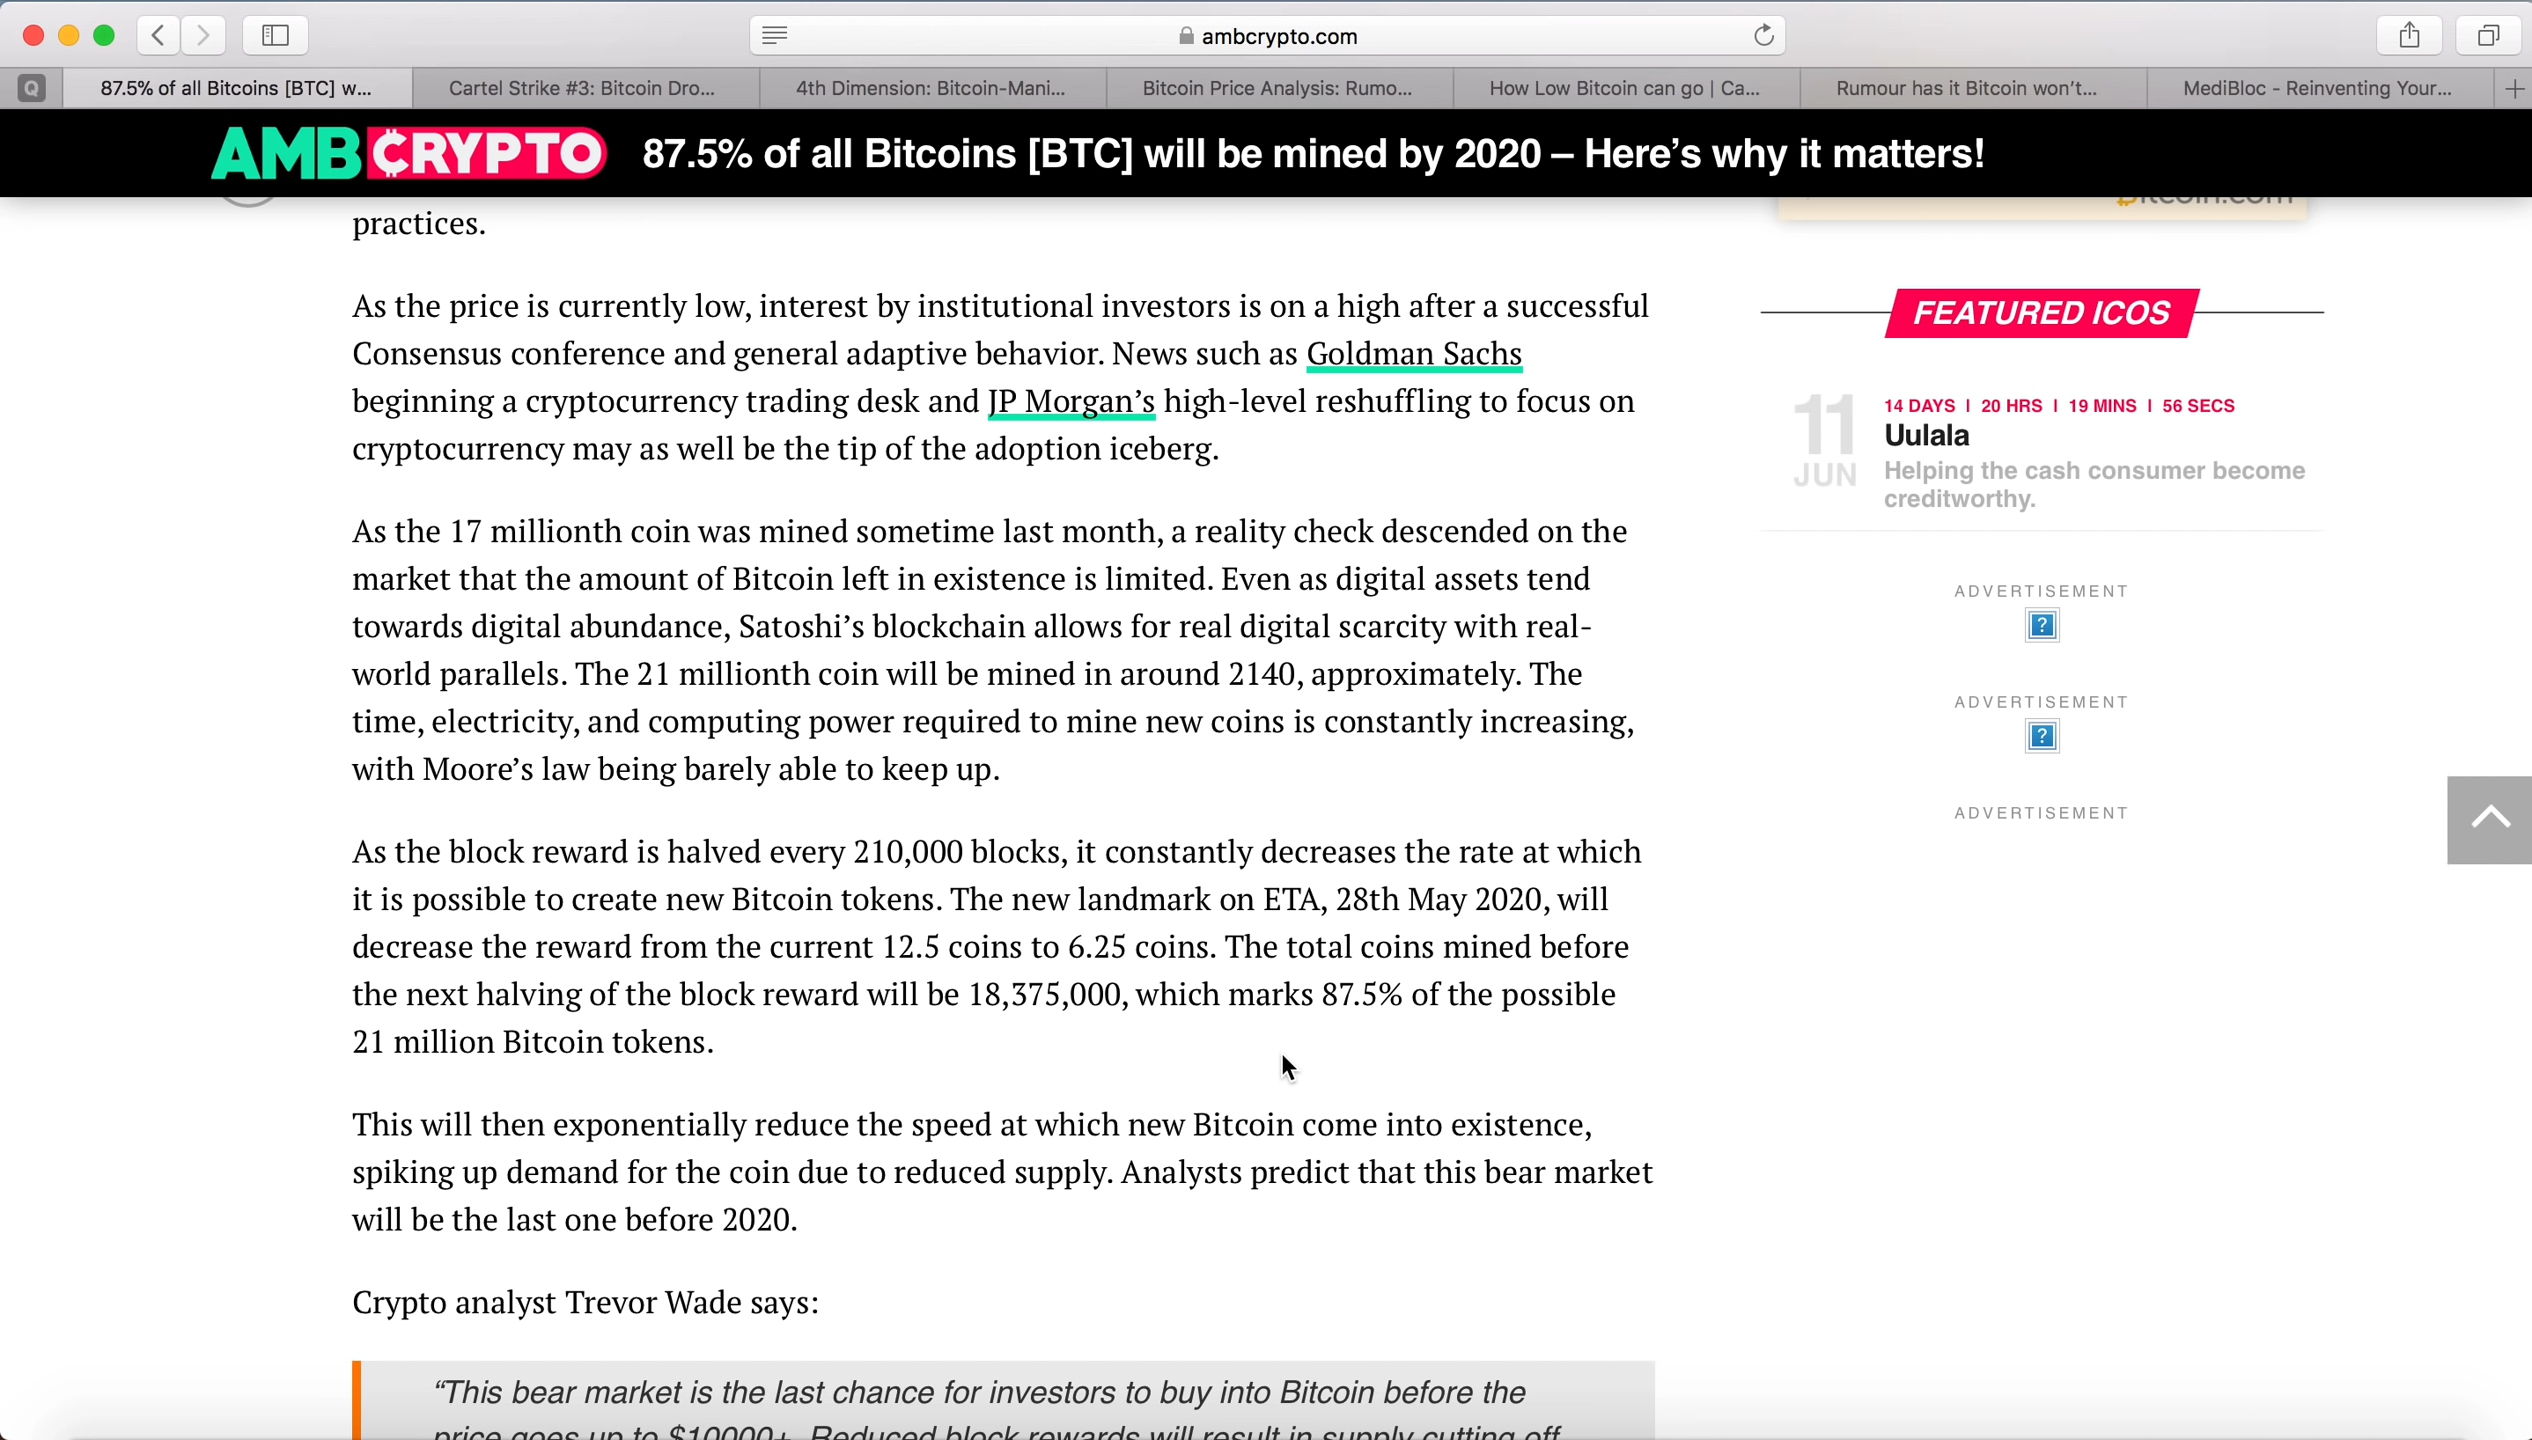 ambcrypto.com
Q
87.5% of all Bitcoins [BTC] w...
Cartel Strike #3: Bitcoin Dro...
4th Dimension: Bitcoin-Mani...
Bitcoin Price Analysis: Rumo...
How Low Bitcoin can go | Ca...
Rumour has it Bitcoin won't...
MediBloc - Reinventing Your...
AMBCRYPTO
87.5% of all Bitcoins [BTC] will be mined by 2020 – Here's why it matters!
practices.
As the price is currently low, interest by institutional investors is on a high after a successful
Consensus conference and general adaptive behavior. News such as Goldman Sachs
beginning a cryptocurrency trading desk and JP Morgan's high-level reshuffling to focus on
cryptocurrency may as well be the tip of the adoption iceberg.
As the 17 millionth coin was mined sometime last month, a reality check descended on the
market that the amount of Bitcoin left in existence is limited. Even as digital assets tend
towards digital abundance, Satoshi's blockchain allows for real digital scarcity with real-
world parallels. The 21 millionth coin will be mined in around 2140, approximately. The
time, electricity, and computing power required to mine new coins is constantly increasing,
with Moore's law being barely able to keep up.
As the block reward is halved every 210,000 blocks, it constantly decreases the rate at which
it is possible to create new Bitcoin tokens. The new landmark on ETA, 28th May 2020, will
decrease the reward from the current 12.5 coins to 6.25 coins. The total coins mined before
the next halving of the block reward will be 18,375,000, which marks 87.5% of the possible
21 million Bitcoin tokens.
This will then exponentially reduce the speed at which new Bitcoin come into existence,
spiking up demand for the coin due to reduced supply. Analysts predict that this bear market
will be the last one before 2020.
Crypto analyst Trevor Wade says:
“This bear market is the last chance for investors to buy into Bitcoin before the
price goes up to $10000+. Reduced block rewards will result in supply cutting off
Bitcoin.com
FEATURED ICOS
11
JUN
14 DAYS | 20 HRS | 19 MINS | 56 SECS
Uulala
Helping the cash consumer become
creditworthy.
ADVERTISEMENT
?
ADVERTISEMENT
?
ADVERTISEMENT